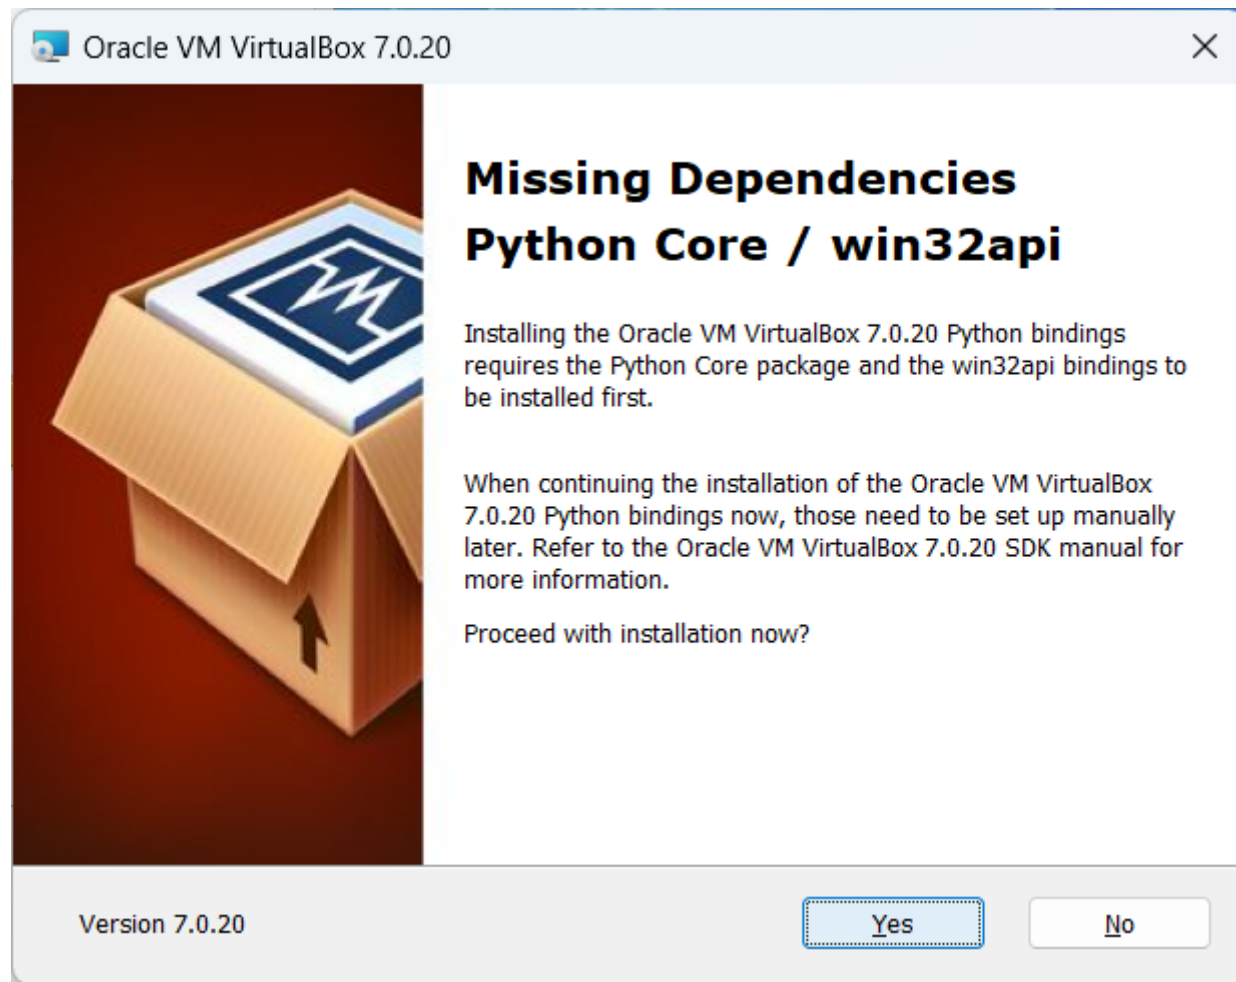 Oracle VM VirtualBox 7.0.20
Missing Dependencies
Python Core / win32api
Installing the Oracle VM VirtualBox 7.0.20 Python bindings
requires the Python Core package and the win32api bindings to
be installed first.
When continuing the installation of the Oracle VM VirtualBox
7.0.20 Python bindings now, those need to be set up manually
later. Refer to the Oracle VM VirtualBox 7.0.20 SDK manual for
more information.
Proceed with installation now?
Version 7.0.20
Yes
No